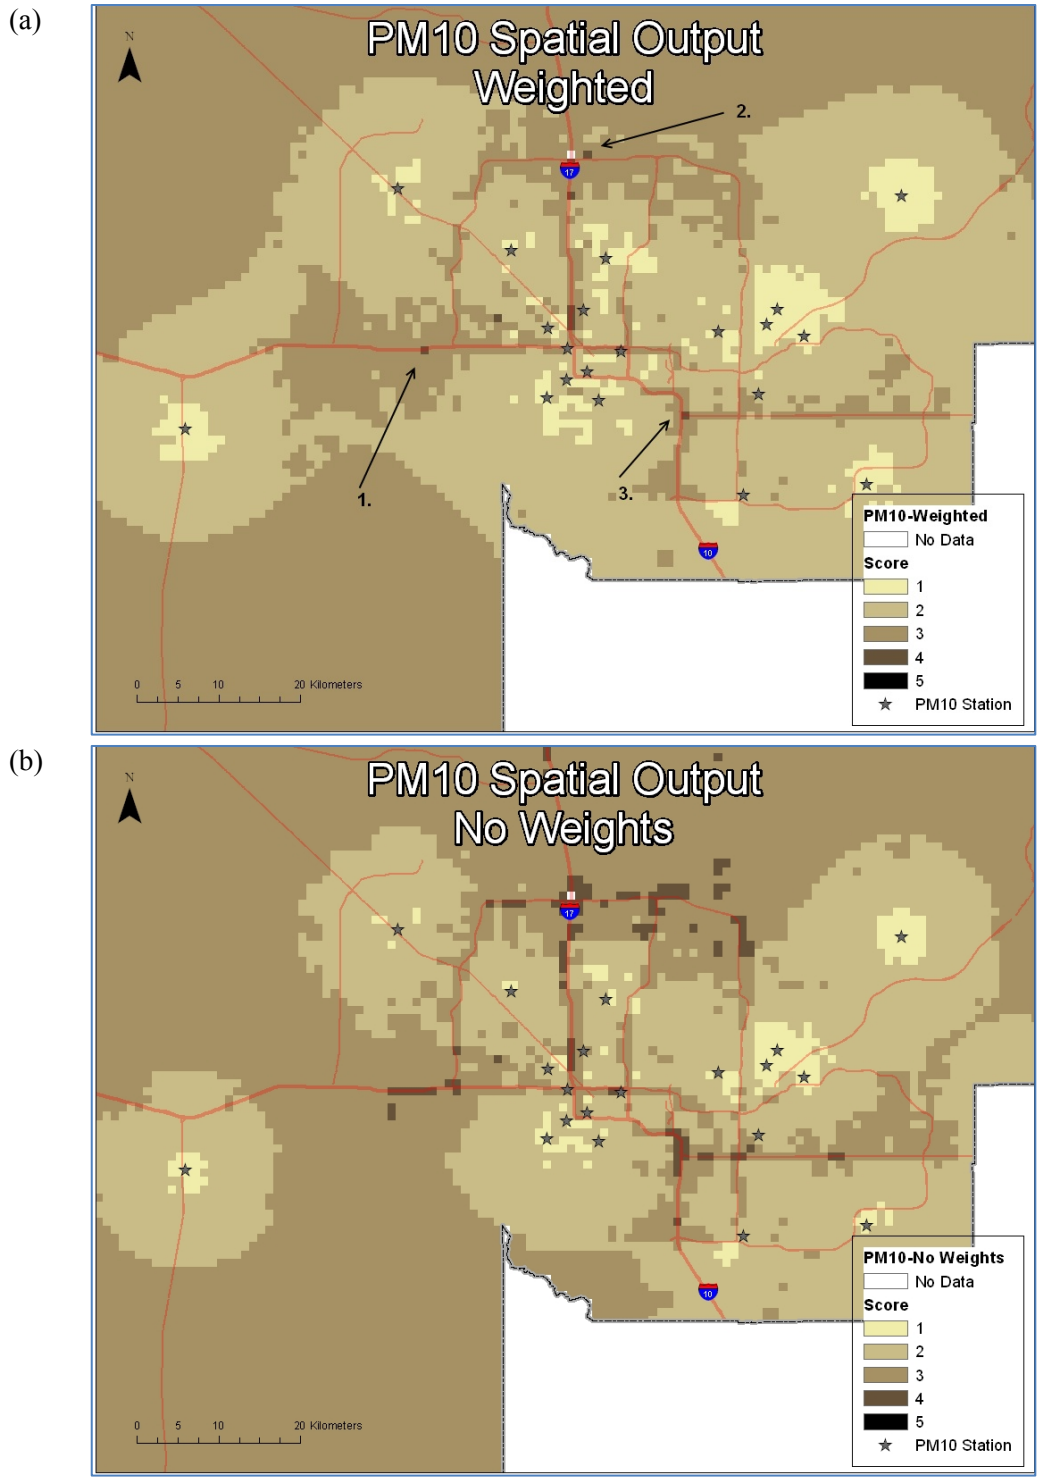 (a)
N
PM10 Spatial Output
Weighted
2.
17
1.
3.
10
PM10-Weighted
No Data
Score
1
2
3
4
5
PM10 Station
0 5 10 20 Kilometers
(b)
N
PM10 Spatial Output
No Weights
17
10
PM10-No Weights
No Data
Score
1
2
3
4
5
PM10 Station
0 5 10 20 Kilometers